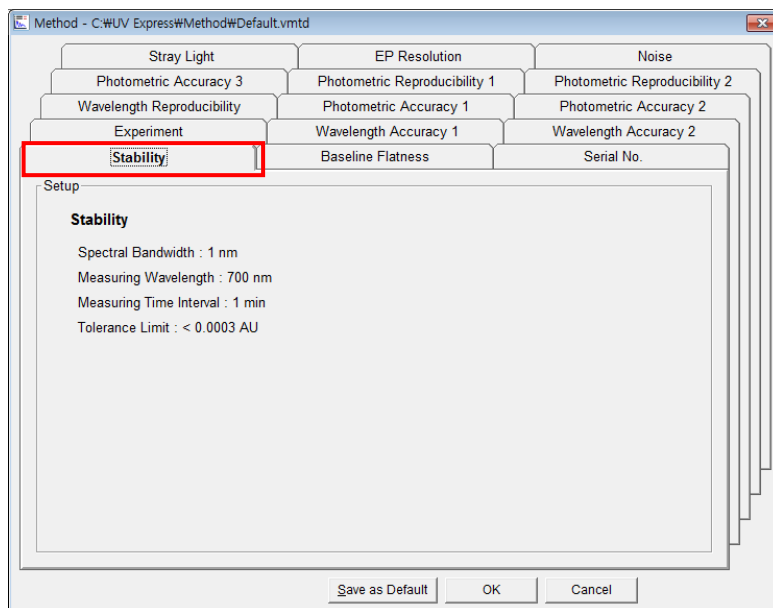 Method - C:₩UV Express₩Method₩Default.vmtd
Stray Light EP Resolution Noise
Photometric Accuracy 3 Photometric Reproducibility 1 Photometric Reproducibility 2
Wavelength Reproducibility Photometric Accuracy 1 Photometric Accuracy 2
Experiment Wavelength Accuracy 1 Wavelength Accuracy 2
Stability Baseline Flatness Serial No.
Setup
Stability
Spectral Bandwidth : 1 nm
Measuring Wavelength : 700 nm
Measuring Time Interval : 1 min
Tolerance Limit : < 0.0003 AU
Save as Default OK Cancel